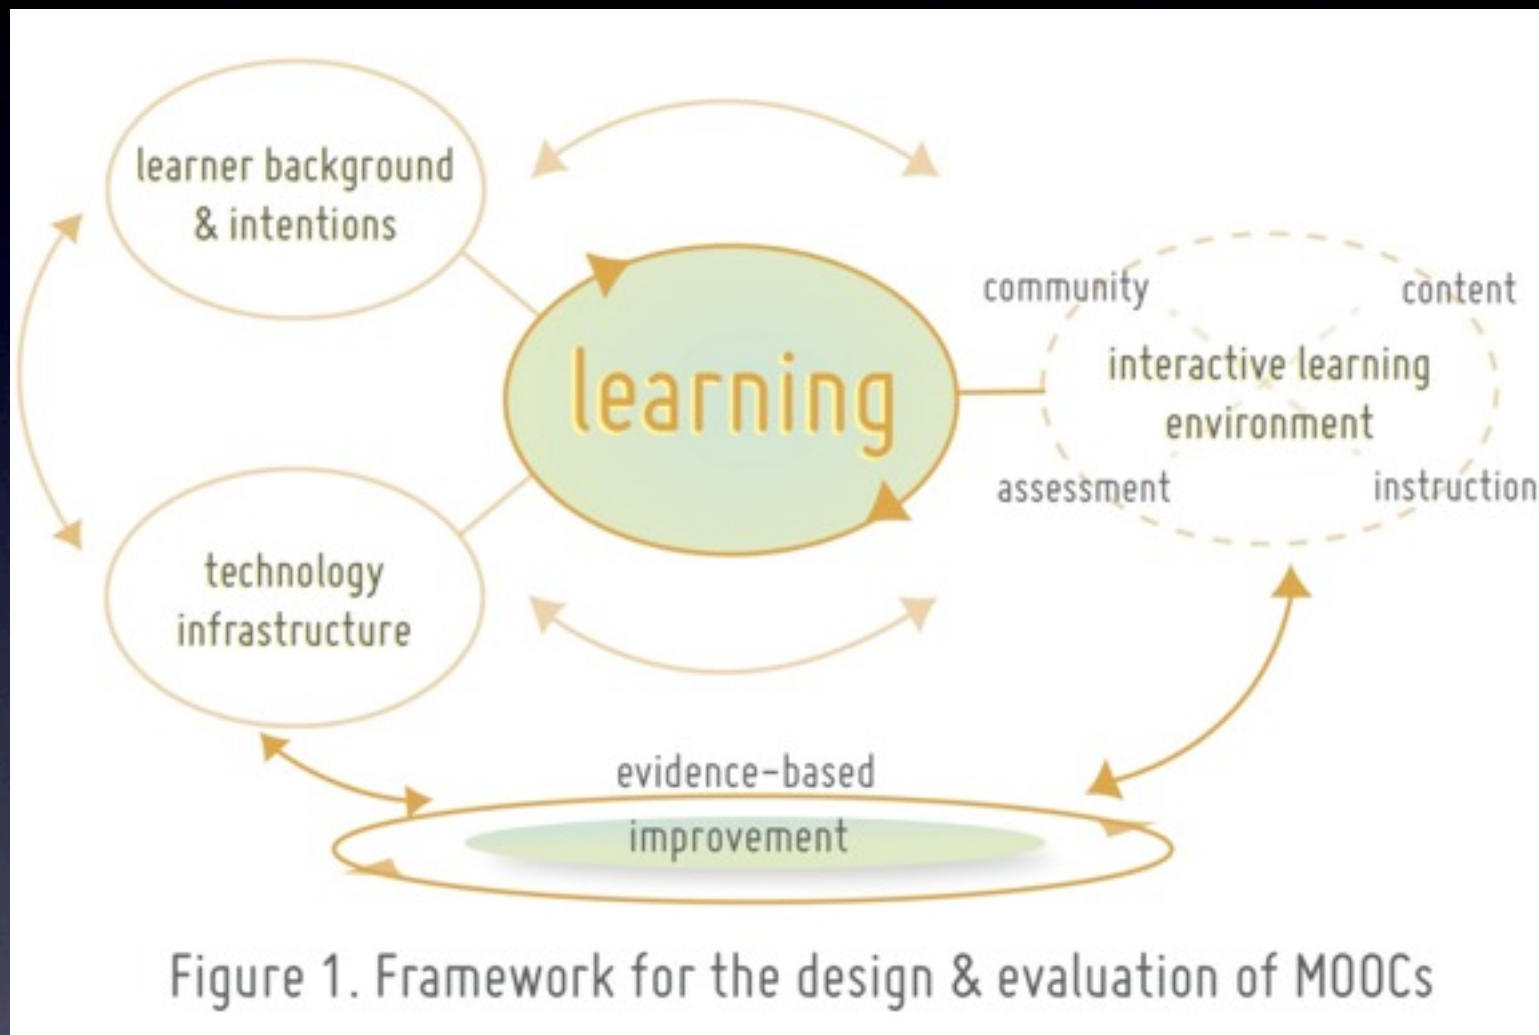 learner background
& intentions
learning
community
content
interactive learning
environment
assessment
instruction
technology
infrastructure
evidence-based
improvement
Figure 1. Framework for the design & evaluation of MOOCs